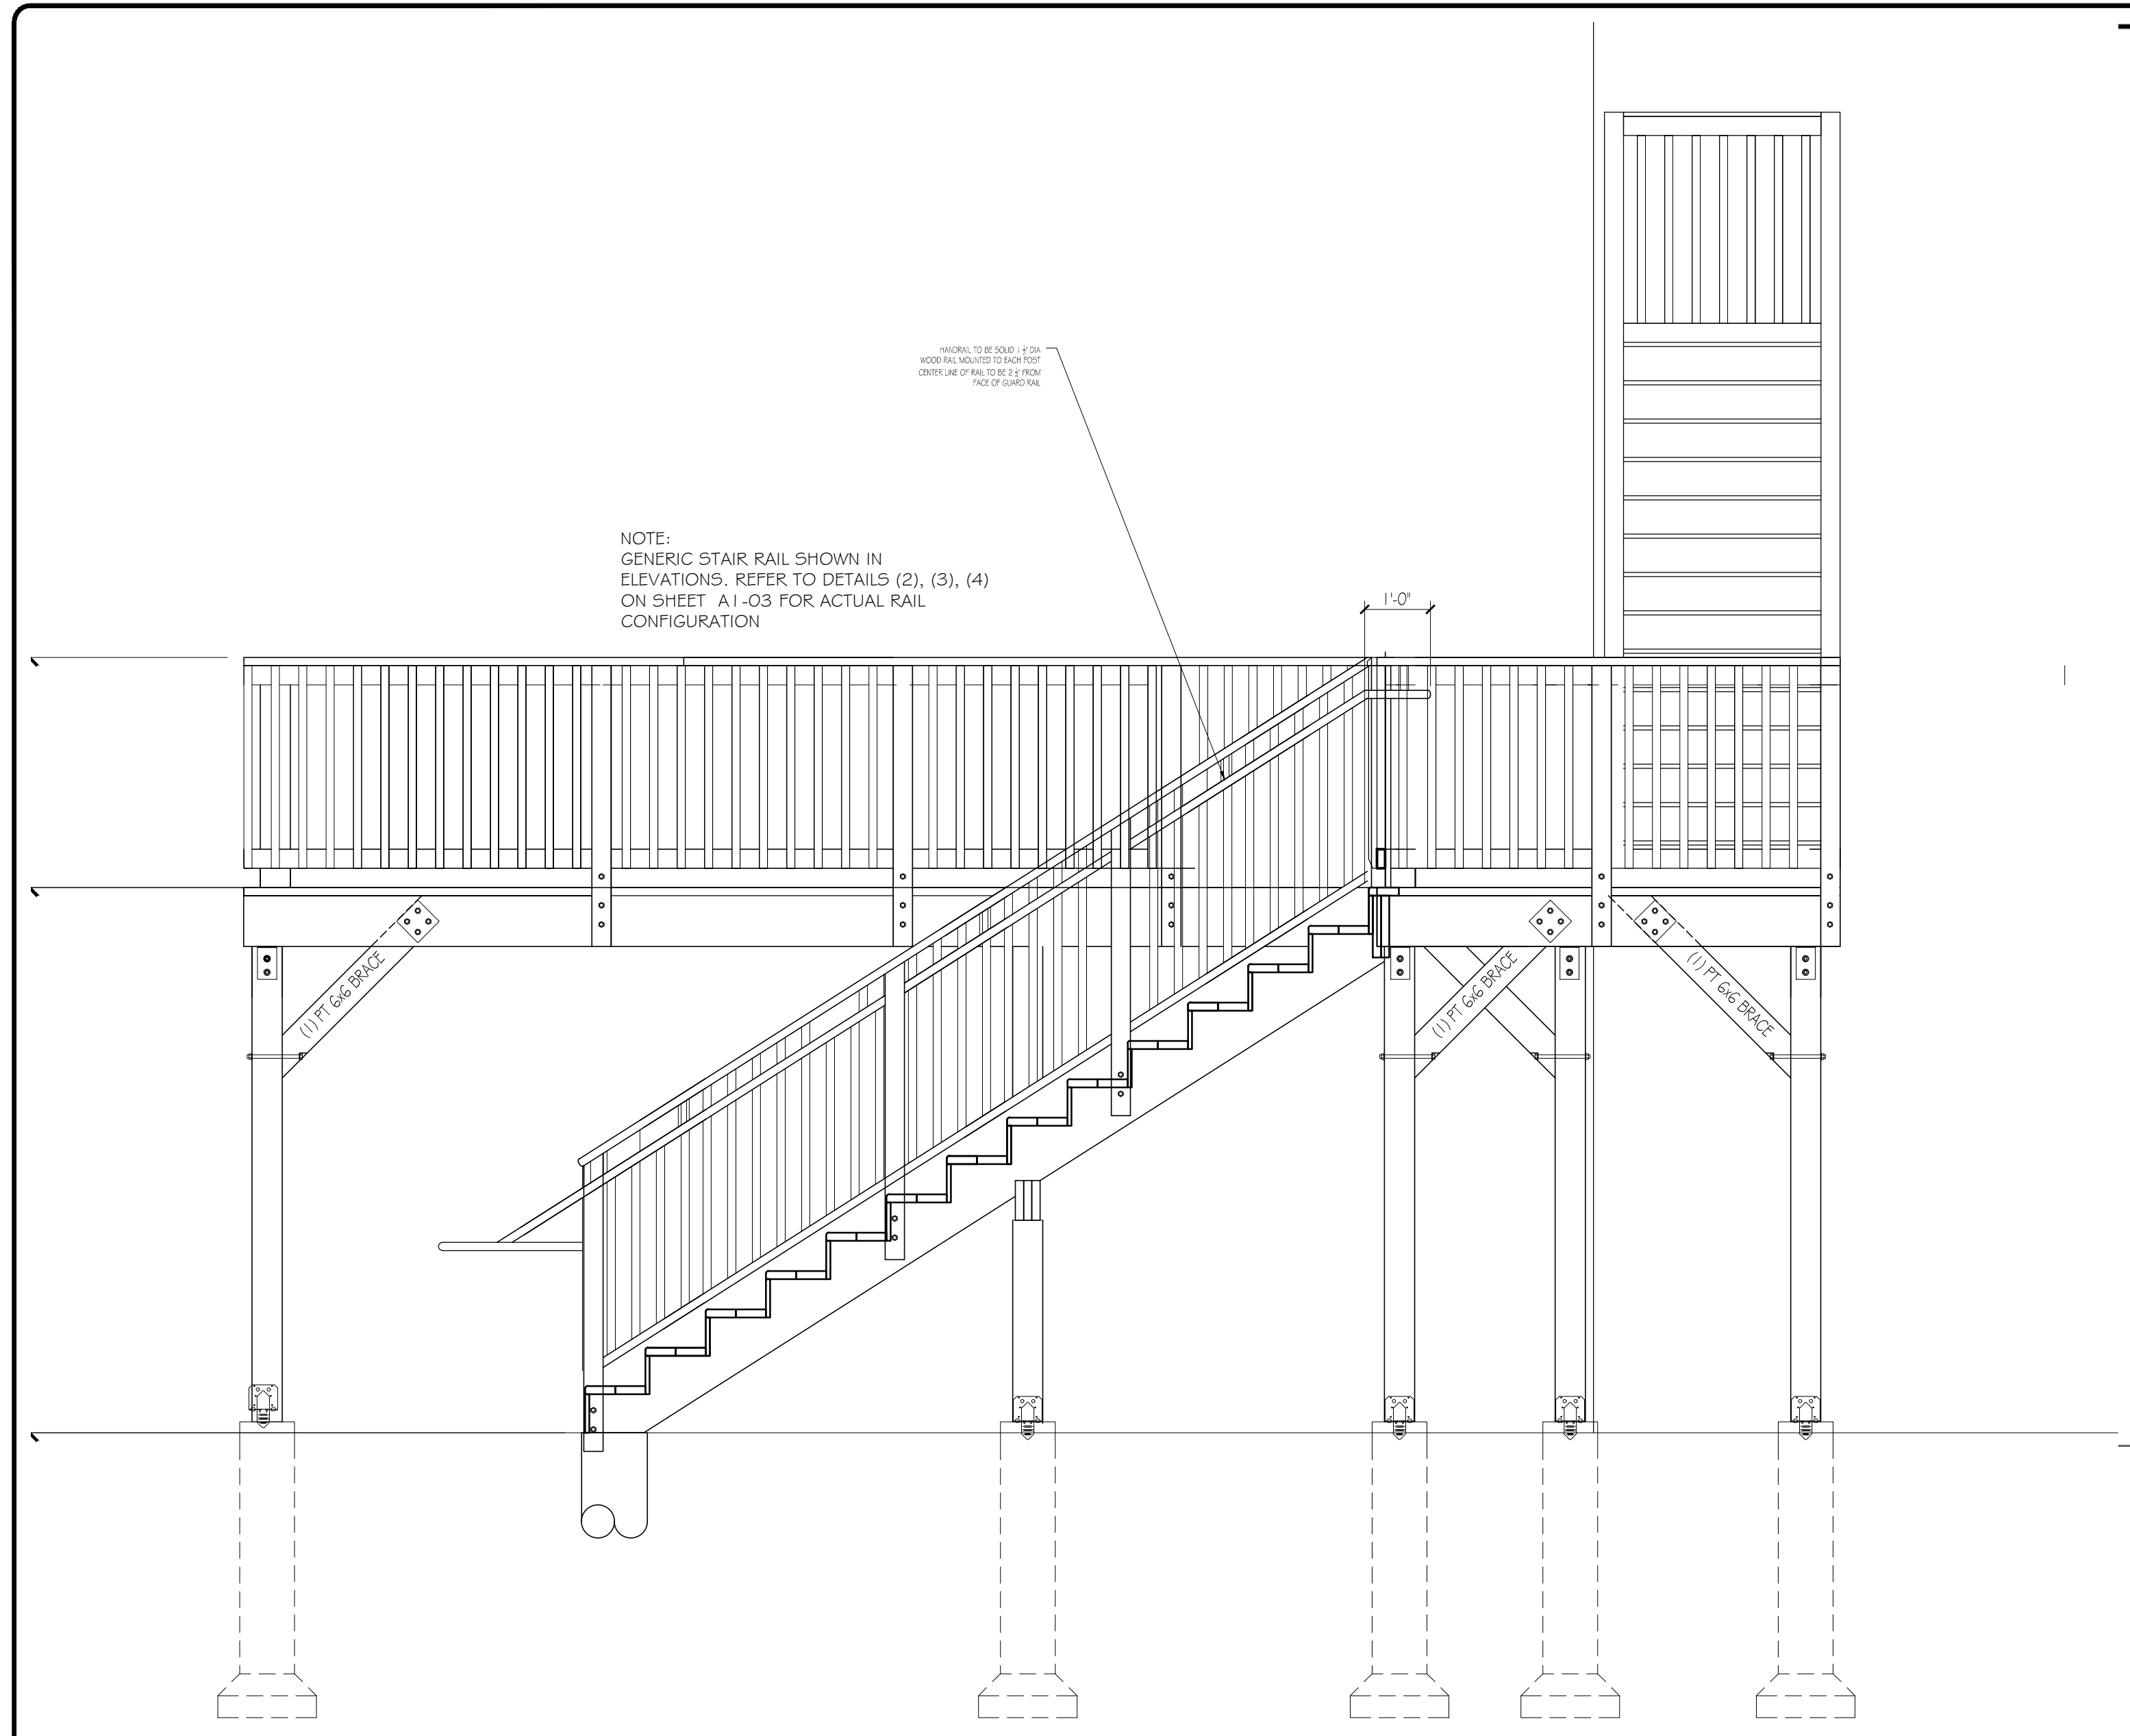 HANDRAIL TO BE SOLID 1 ½" DIA
WOOD RAIL MOUNTED TO EACH POST
CENTER LINE OF RAIL TO BE 2 ¼" FROM
FACE OF GUARD RAIL
NOTE:
GENERIC STAIR RAIL SHOWN IN
ELEVATIONS. REFER TO DETAILS (2), (3), (4)
ON SHEET A1-03 FOR ACTUAL RAIL
CONFIGURATION
1'-0"
(1) PT 6x6 BRACE
(1) PT 6x6 BRACE
(1) PT 6x6 BRACE